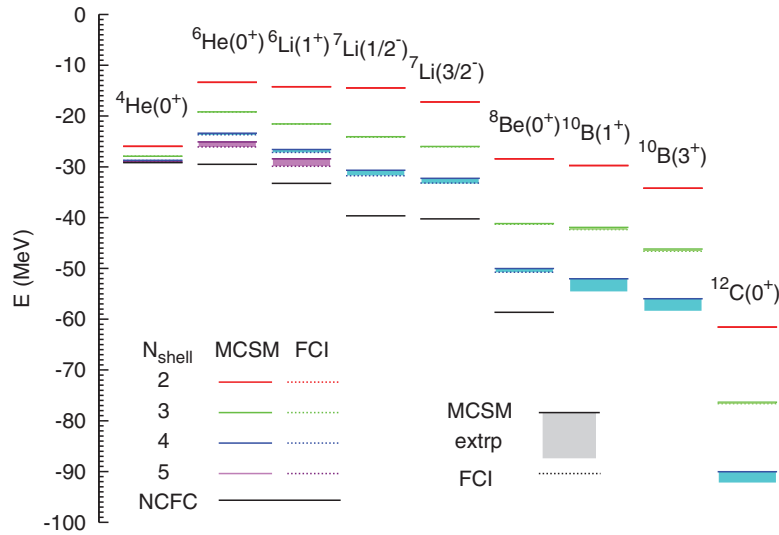 0
-10
-20
-30
-40
-50
-60
-70
-80
-90
-100
E (MeV)
⁴He(0⁺)
⁶He(0⁺) ⁶Li(1⁺) ⁷Li(1/2⁻)
⁷Li(3/2⁻)
⁸Be(0⁺) ¹⁰B(1⁺)
¹⁰B(3⁺)
¹²C(0⁺)
N_shell MCSM FCI
2
3
4
5
NCFC
MCSM
extrp
FCI